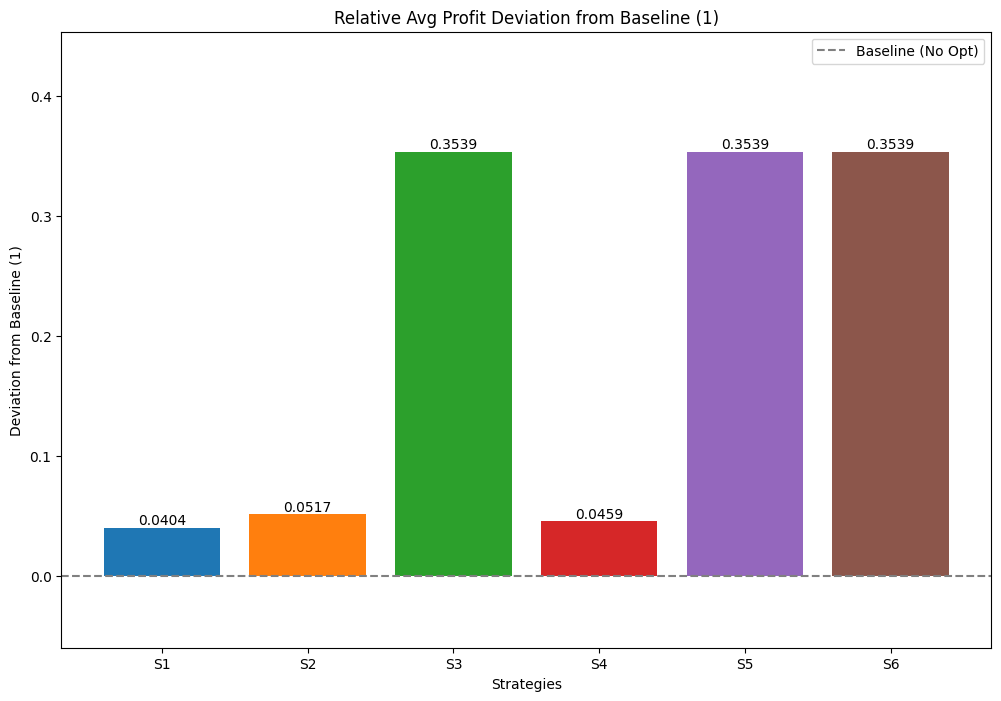 Relative Avg Profit Deviation from Baseline (1)
Baseline (No Opt)
Deviation from Baseline (1)
0.4
0.3
0.2
0.1
0.0
0.0404
0.0517
0.3539
0.0459
0.3539
0.3539
S1
S2
S3
S4
S5
S6
Strategies